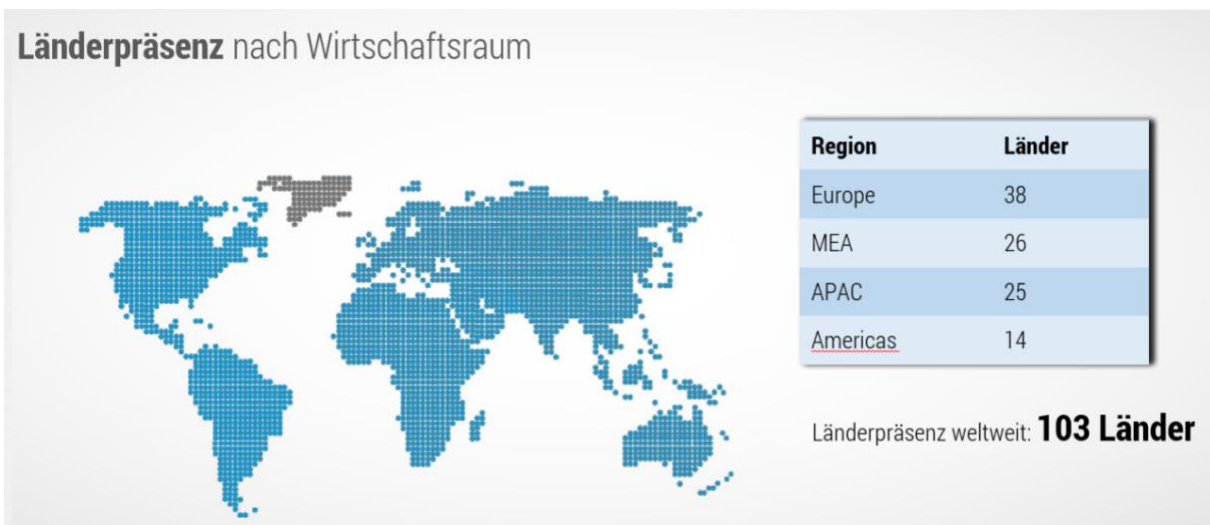 Länderpräsenz nach Wirtschaftsraum
Region Länder
Europe 38
MEA 26
APAC 25
Americas 14
Länderpräsenz weltweit: 103 Länder